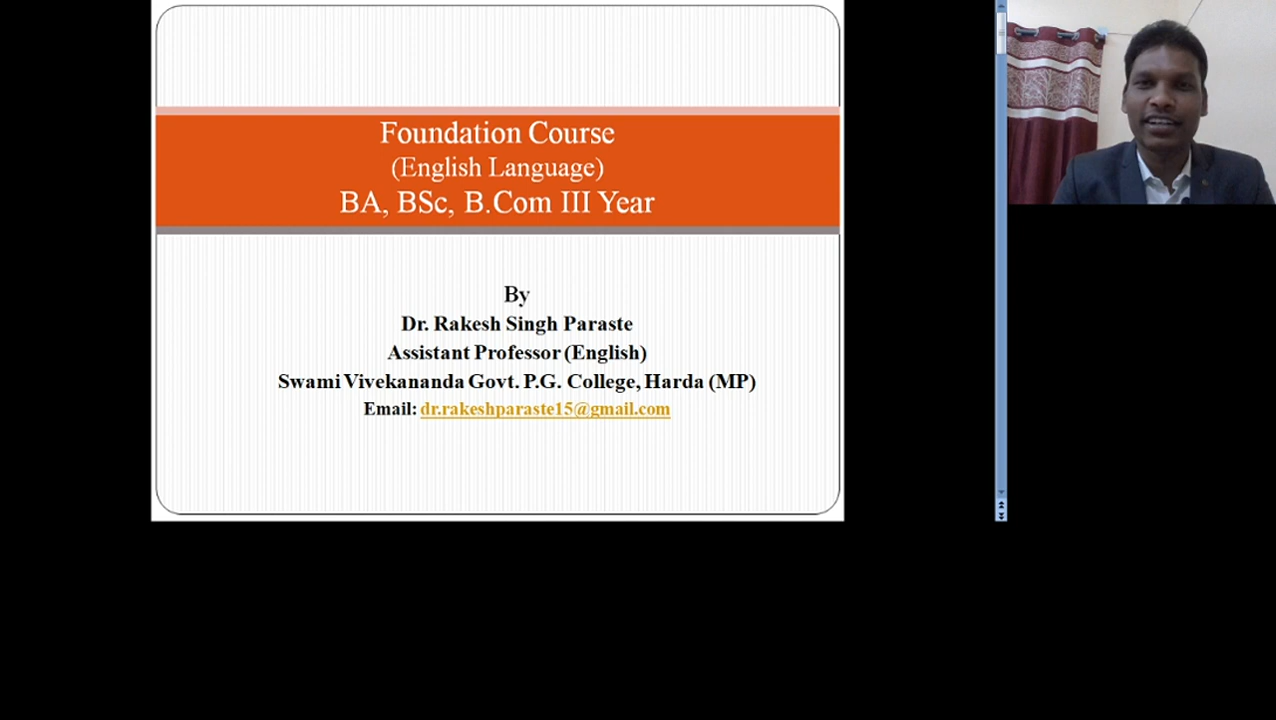 Foundation Course
(English Language)
BA, BSc, B.Com III Year
By
Dr. Rakesh Singh Paraste
Assistant Professor (English)
Swami Vivekananda Govt. P.G. College, Harda (MP)
Email: dr.rakeshparaste15@gmail.com